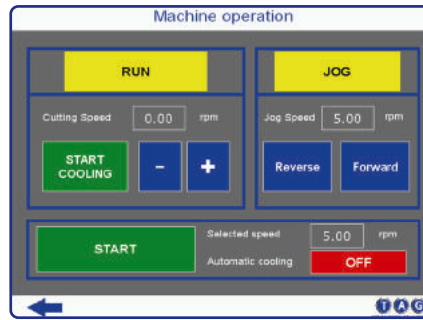 Machine operation
RUN
JOG
Cutting Speed 0.00 rpm
Jog Speed 5.00 rpm
START COOLING
- +
Reverse Forward
START
Selected speed 5.00 rpm
Automatic cooling OFF
TAG